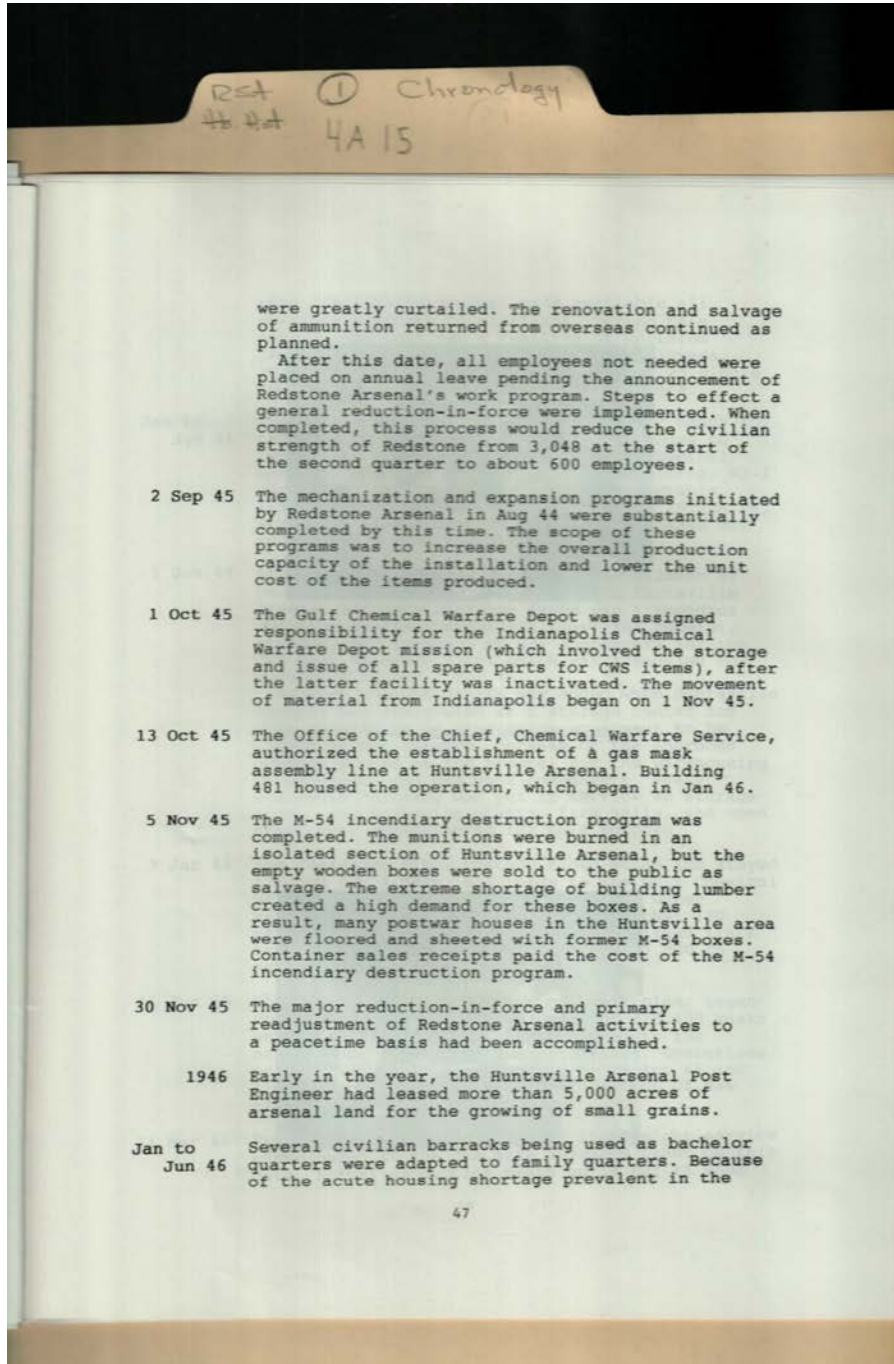 RSA ① Chronology
4A 15
were greatly curtailed. The renovation and salvage
of ammunition returned from overseas continued as
planned.
After this date, all employees not needed were
placed on annual leave pending the announcement of
Redstone Arsenal's work program. Steps to effect a
general reduction-in-force were implemented. When
completed, this process would reduce the civilian
strength of Redstone from 3,048 at the start of
the second quarter to about 600 employees.
2 Sep 45 The mechanization and expansion programs initiated
by Redstone Arsenal in Aug 44 were substantially
completed by this time. The scope of these
programs was to increase the overall production
capacity of the installation and lower the unit
cost of the items produced.
1 Oct 45 The Gulf Chemical Warfare Depot was assigned
responsibility for the Indianapolis Chemical
Warfare Depot mission (which involved the storage
and issue of all spare parts for CWS items), after
the latter facility was inactivated. The movement
of material from Indianapolis began on 1 Nov 45.
13 Oct 45 The Office of the Chief, Chemical Warfare Service,
authorized the establishment of a gas mask
assembly line at Huntsville Arsenal. Building
481 housed the operation, which began in Jan 46.
5 Nov 45 The M-54 incendiary destruction program was
completed. The munitions were burned in an
isolated section of Huntsville Arsenal, but the
empty wooden boxes were sold to the public as
salvage. The extreme shortage of building lumber
created a high demand for these boxes. As a
result, many postwar houses in the Huntsville area
were floored and sheeted with former M-54 boxes.
Container sales receipts paid the cost of the M-54
incendiary destruction program.
30 Nov 45 The major reduction-in-force and primary
readjustment of Redstone Arsenal activities to
a peacetime basis had been accomplished.
1946 Early in the year, the Huntsville Arsenal Post
Engineer had leased more than 5,000 acres of
arsenal land for the growing of small grains.
Jan to Several civilian barracks being used as bachelor
Jun 46 quarters were adapted to family quarters. Because
of the acute housing shortage prevalent in the
47